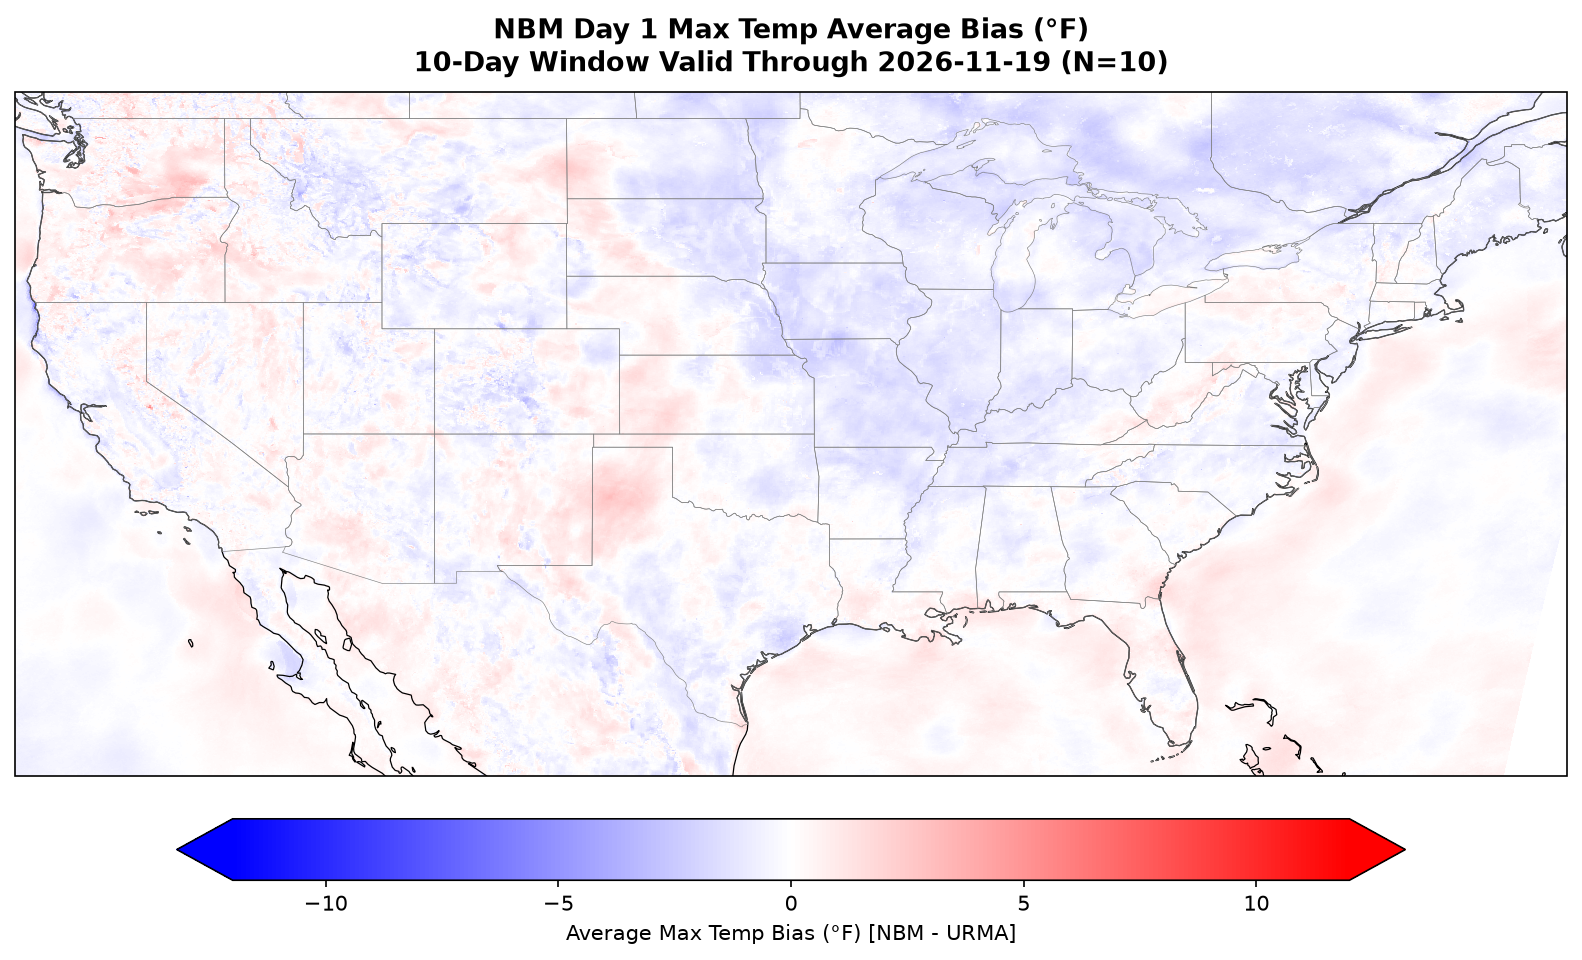 NBM Day 1 Max Temp Average Bias (°F)
10-Day Window Valid Through 2026-11-19 (N=10)
−10 −5 0 5 10
Average Max Temp Bias (°F) [NBM - URMA]